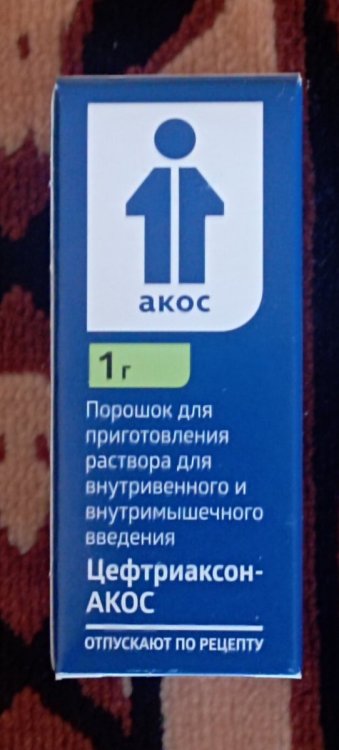 акос
1 г
Порошок для
приготовления
раствора для
внутривенного и
внутримышечного
введения
Цефтриаксон-
АКОС
ОТПУСКАЮТ ПО РЕЦЕПТУ